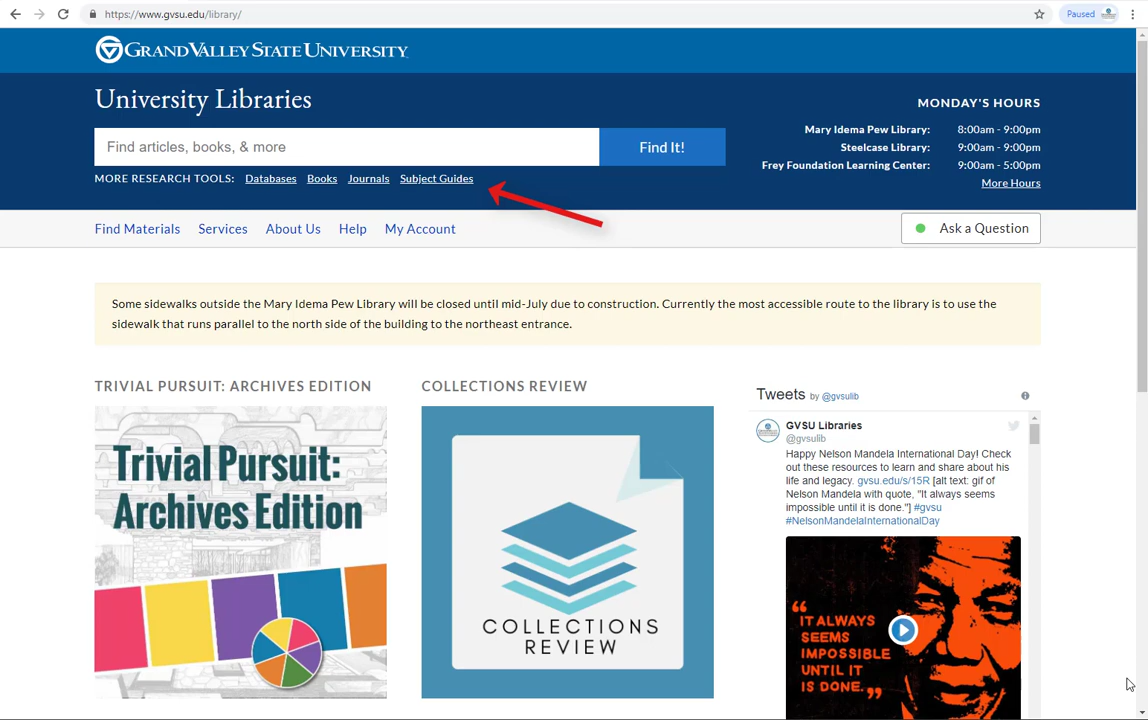 https://www.gvsu.edu/library/
Paused
GRAND VALLEY STATE UNIVERSITY
University Libraries
Find articles, books, & more
Find It!
MORE RESEARCH TOOLS: Databases Books Journals Subject Guides
MONDAY'S HOURS
Mary Idema Pew Library: 8:00am - 9:00pm
Steelcase Library: 9:00am - 9:00pm
Frey Foundation Learning Center: 9:00am - 5:00pm
More Hours
Find Materials Services About Us Help My Account
Ask a Question
Some sidewalks outside the Mary Idema Pew Library will be closed until mid-July due to construction. Currently the most accessible route to the library is to use the
sidewalk that runs parallel to the north side of the building to the northeast entrance.
TRIVIAL PURSUIT: ARCHIVES EDITION
Trivial Pursuit:
Archives Edition
COLLECTIONS REVIEW
COLLECTIONS
REVIEW
Tweets by @gvsulib
GVSU Libraries
@gvsulib
Happy Nelson Mandela International Day! Check
out these resources to learn and share about his
life and legacy. gvsu.edu/s/15R [alt text: gif of
Nelson Mandela with quote, "It always seems
impossible until it is done."] #gvsu
#NelsonMandelaInternationalDay
“IT ALWAYS
SEEMS
IMPOSSIBLE
UNTIL IT
IS DONE.”